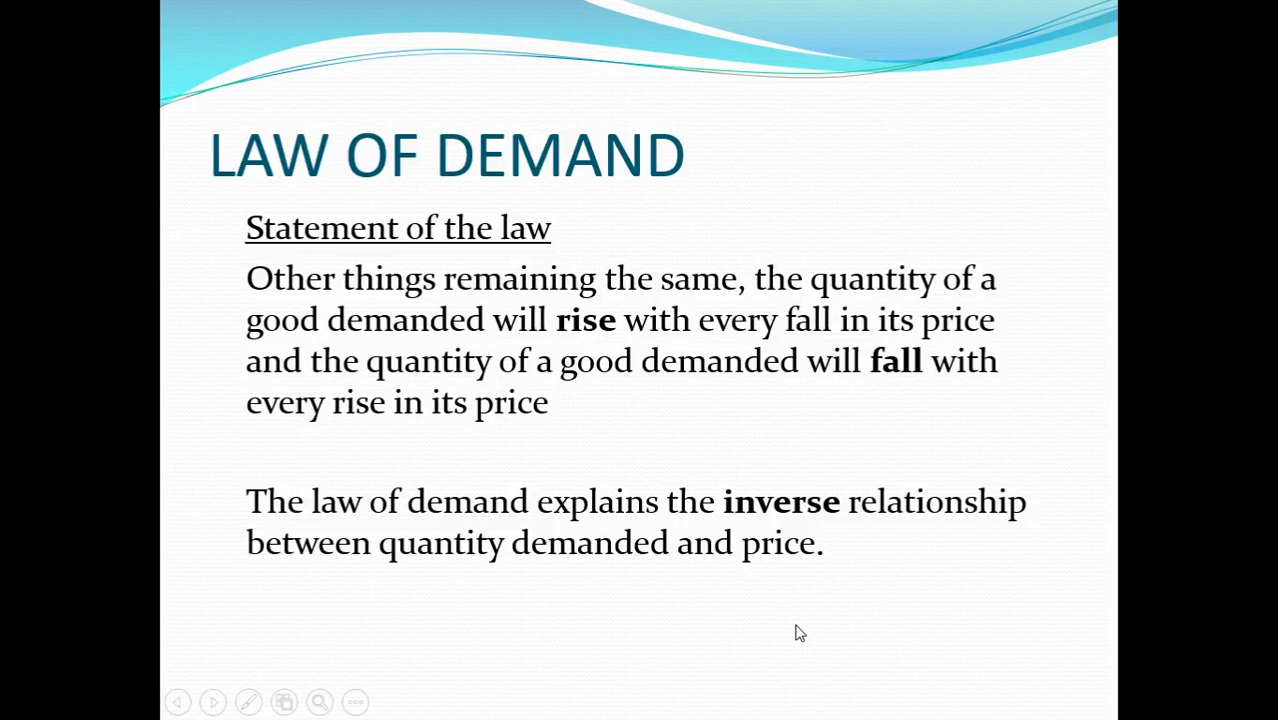 LAW OF DEMAND
Statement of the law
Other things remaining the same, the quantity of a
good demanded will rise with every fall in its price
and the quantity of a good demanded will fall with
every rise in its price
The law of demand explains the inverse relationship
between quantity demanded and price.